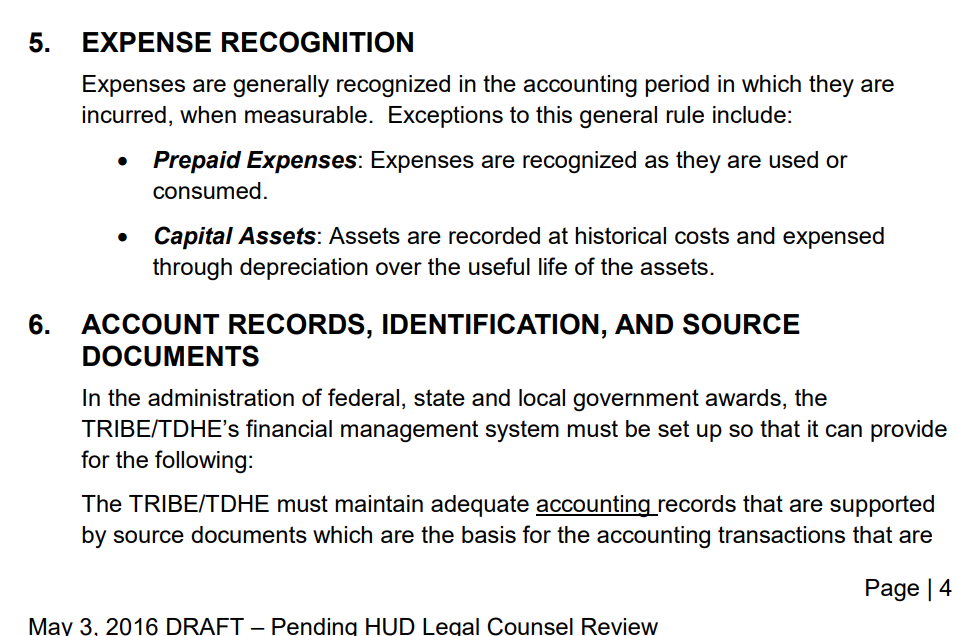 5. EXPENSE RECOGNITION
Expenses are generally recognized in the accounting period in which they are
incurred, when measurable.  Exceptions to this general rule include:
• Prepaid Expenses: Expenses are recognized as they are used or
consumed.
• Capital Assets: Assets are recorded at historical costs and expensed
through depreciation over the useful life of the assets.
6. ACCOUNT RECORDS, IDENTIFICATION, AND SOURCE
DOCUMENTS
In the administration of federal, state and local government awards, the
TRIBE/TDHE’s financial management system must be set up so that it can provide
for the following:
The TRIBE/TDHE must maintain adequate accounting records that are supported
by source documents which are the basis for the accounting transactions that are
Page | 4
May 3, 2016 DRAFT – Pending HUD Legal Counsel Review